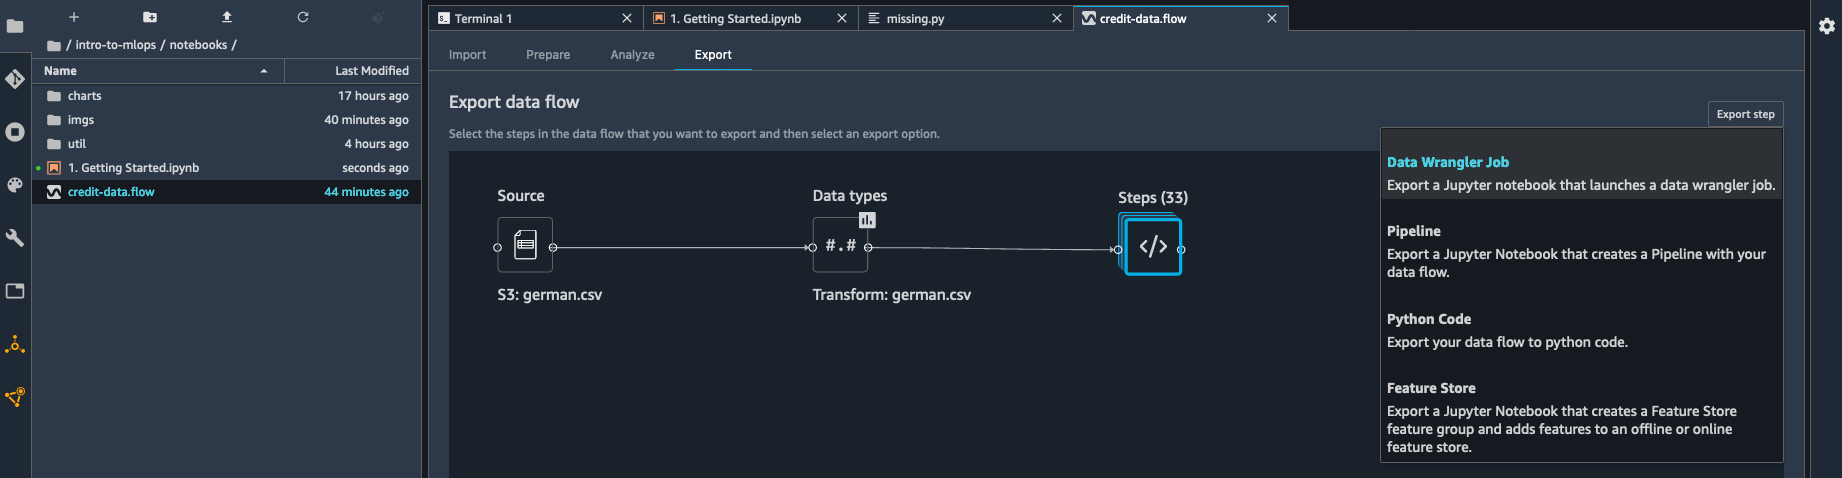 / intro-to-mlops / notebooks /
Name
Last Modified
charts
17 hours ago
imgs
40 minutes ago
util
4 hours ago
1. Getting Started.ipynb
seconds ago
credit-data.flow
44 minutes ago
Terminal 1
1. Getting Started.ipynb
missing.py
credit-data.flow
Import
Prepare
Analyze
Export
Export data flow
Select the steps in the data flow that you want to export and then select an export option.
Export step
Source
S3: german.csv
Data types
#.#
Transform: german.csv
Steps (33)
</>
Data Wrangler Job
Export a Jupyter notebook that launches a data wrangler job.
Pipeline
Export a Jupyter Notebook that creates a Pipeline with your
data flow.
Python Code
Export your data flow to python code.
Feature Store
Export a Jupyter Notebook that creates a Feature Store
feature group and adds features to an offline or online
feature store.